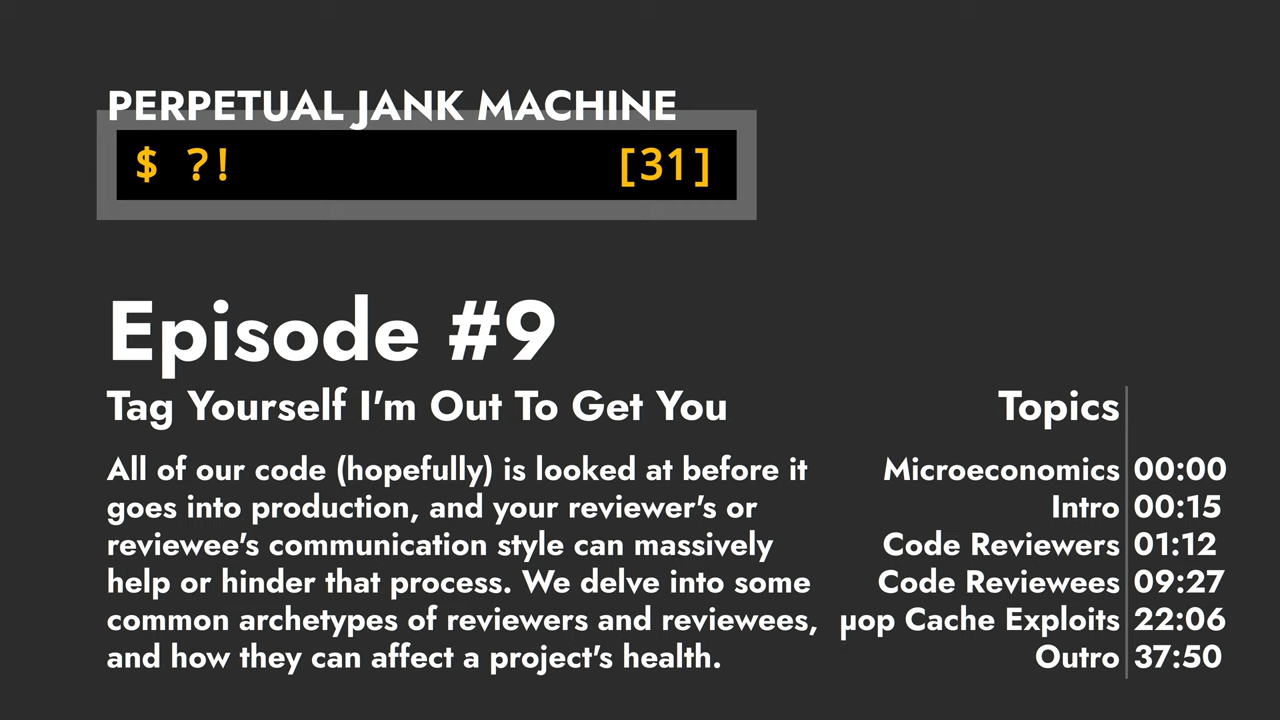 PERPETUAL JANK MACHINE
$ ?! [31]
Episode #9
Tag Yourself I'm Out To Get You
All of our code (hopefully) is looked at before it
goes into production, and your reviewer's or
reviewee's communication style can massively
help or hinder that process. We delve into some
common archetypes of reviewers and reviewees,
and how they can affect a project's health.
Topics
Microeconomics 00:00
Intro 00:15
Code Reviewers 01:12
Code Reviewees 09:27
μop Cache Exploits 22:06
Outro 37:50